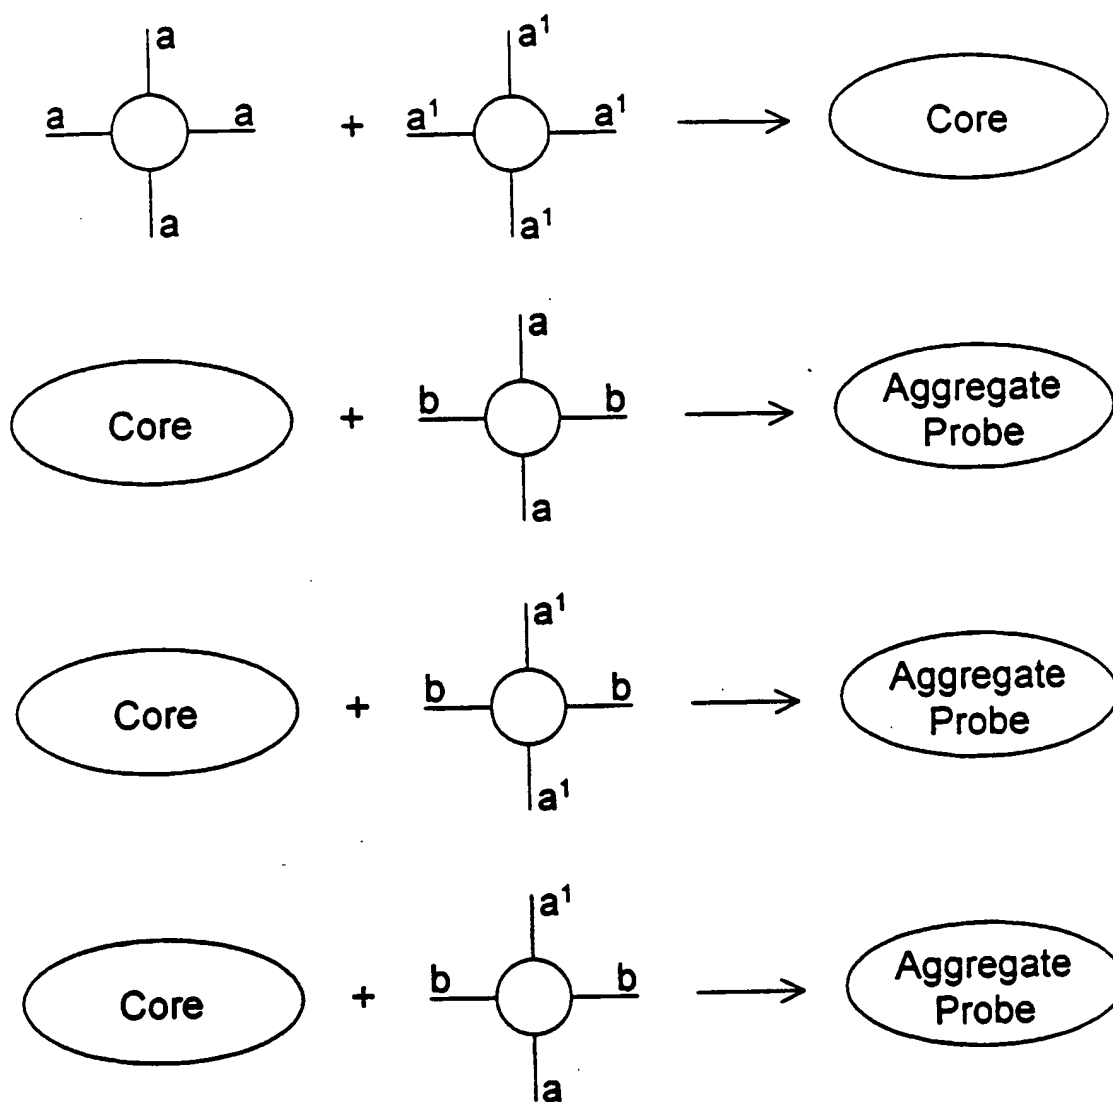 a
a a
a
+
a¹
a¹ a¹
a¹
Core
Core
+
a
b b
a
Aggregate
Probe
Core
+
a¹
b b
a¹
Aggregate
Probe
Core
+
a¹
b b
a
Aggregate
Probe